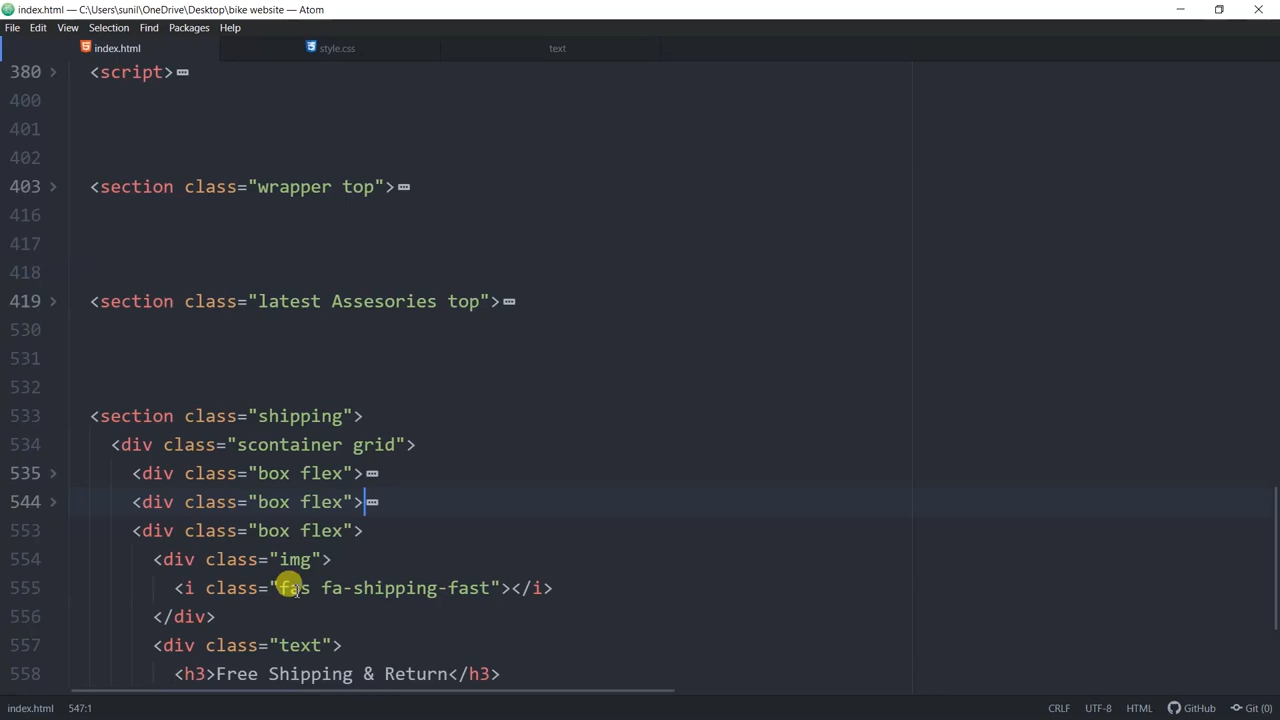 index.html — C:\Users\sunil\OneDrive\Desktop\bike website — Atom
File Edit View Selection Find Packages Help
index.html style.css text
380 <script>
400
401
402
403 <section class="wrapper top">
416
417
418
419 <section class="latest Assesories top">
530
531
532
533 <section class="shipping">
534 <div class="scontainer grid">
535 <div class="box flex">
544 <div class="box flex">
553 <div class="box flex">
554 <div class="img">
555 <i class="fas fa-shipping-fast"></i>
556 </div>
557 <div class="text">
558 <h3>Free Shipping & Return</h3>
index.html 547:1 CRLF UTF-8 HTML GitHub Git (0)